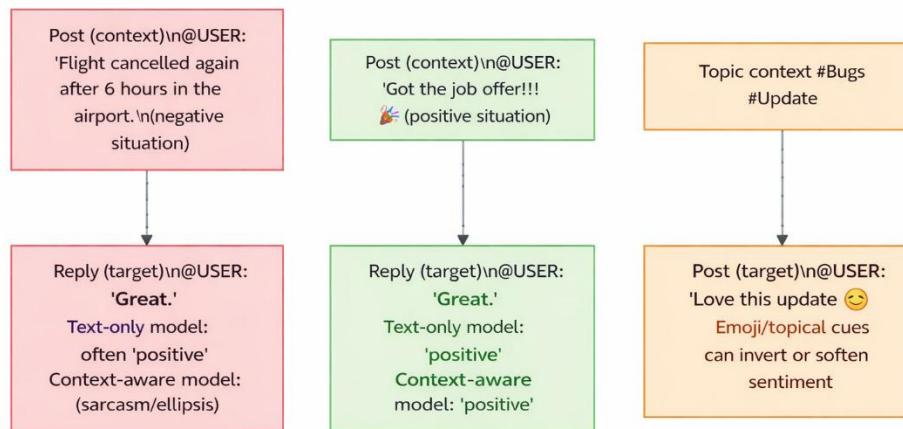 Post (context)\n@USER:
'Flight cancelled again
after 6 hours in the
airport.\n(negative
situation)
Reply (target)\n@USER:
'Great.'
Text-only model:
often 'positive'
Context-aware model:
(sarcasm/ellipsis)
Post (context)\n@USER:
'Got the job offer!!!
🎉 (positive situation)
Reply (target)\n@USER:
'Great.'
Text-only model:
'positive'
Context-aware
model: 'positive'
Topic context #Bugs
#Update
Post (target)\n@USER:
'Love this update 😊
Emoji/topical cues
can invert or soften
sentiment